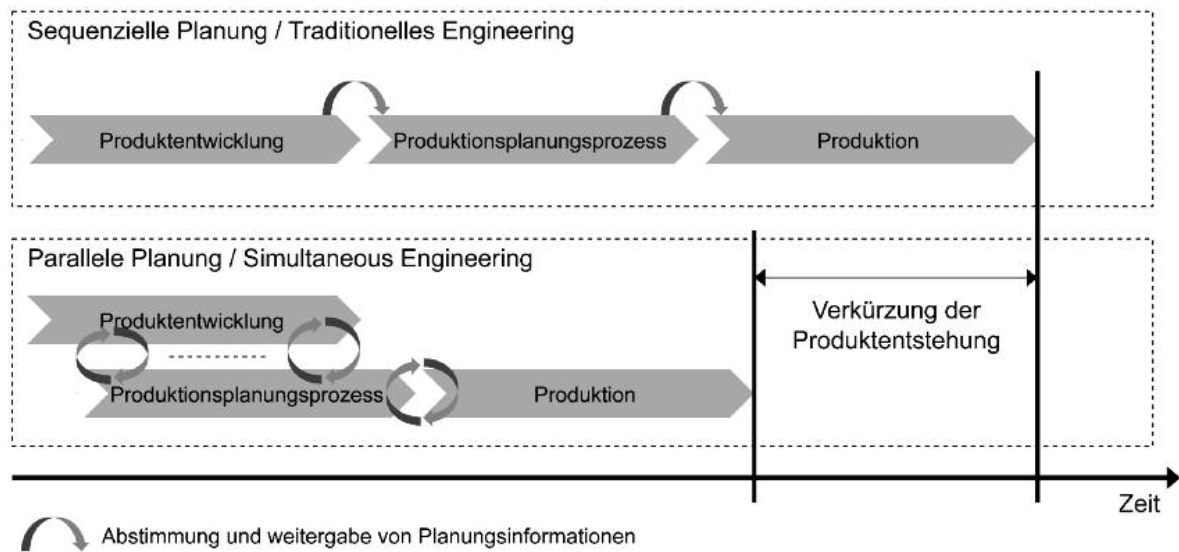 Sequenzielle Planung / Traditionelles Engineering
Produktentwicklung
Produktionsplanungsprozess
Produktion
Parallele Planung / Simultaneous Engineering
Produktentwicklung
Produktionsplanungsprozess
Produktion
Verkürzung der
Produktentstehung
Zeit
Abstimmung und weitergabe von Planungsinformationen